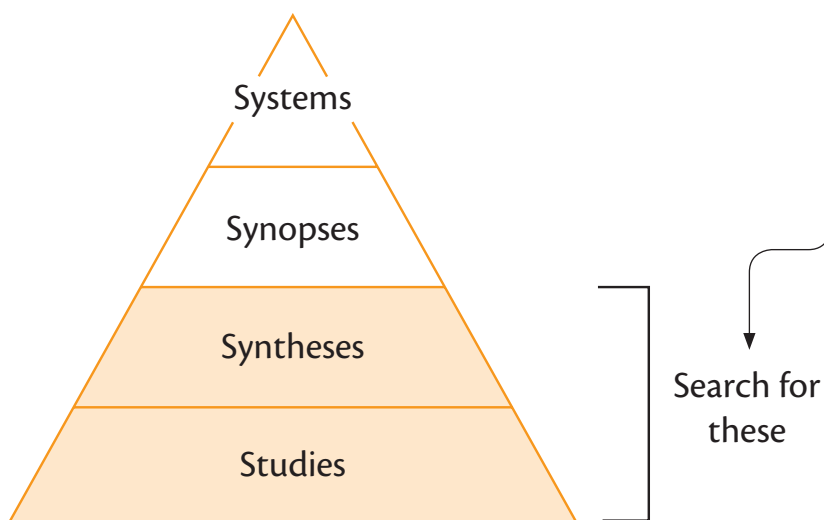 Systems
Synopses
Syntheses
Studies
Search for
these